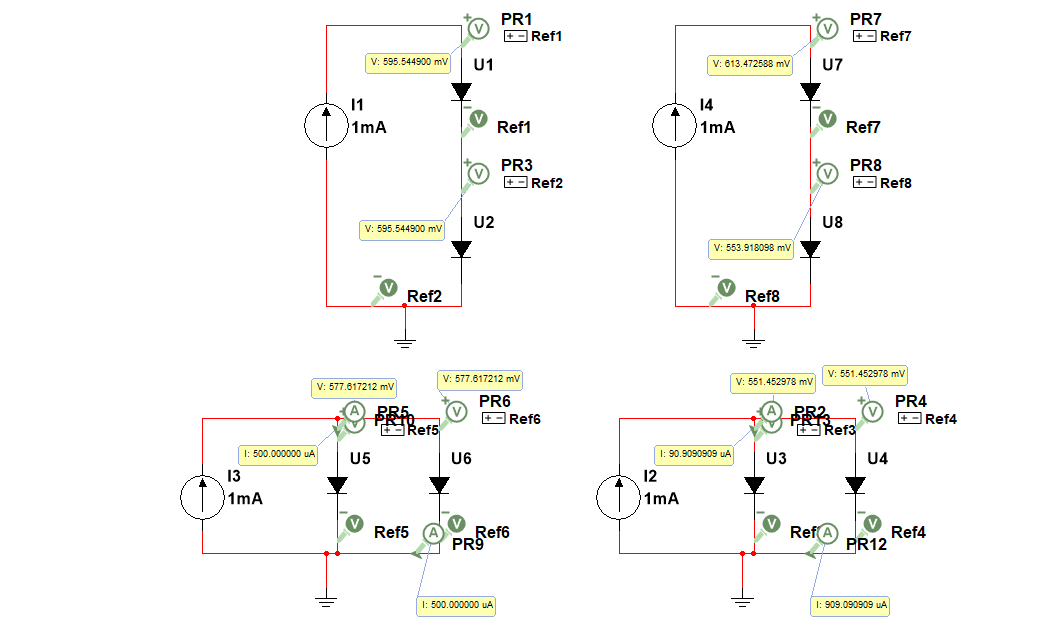 PR1
+ - Ref1
V: 595.544900 mV
U1
I1
1mA
Ref1
PR3
+ - Ref2
U2
V: 595.544900 mV
Ref2
PR7
+ - Ref7
V: 613.472588 mV
U7
I4
1mA
Ref7
PR8
+ - Ref8
U8
V: 553.918098 mV
Ref8
V: 577.617212 mV
V: 577.617212 mV
PR5
PR10
+ - Ref5
PR6
+ - Ref6
I: 500.000000 uA
U5
U6
I3
1mA
Ref5
Ref6
PR9
I: 500.000000 uA
V: 551.452978 mV
V: 551.452978 mV
PR2
PR13
+ - Ref3
PR4
+ - Ref4
I: 90.9090909 uA
U3
U4
I2
1mA
Ref4
PR12
I: 909.090909 uA